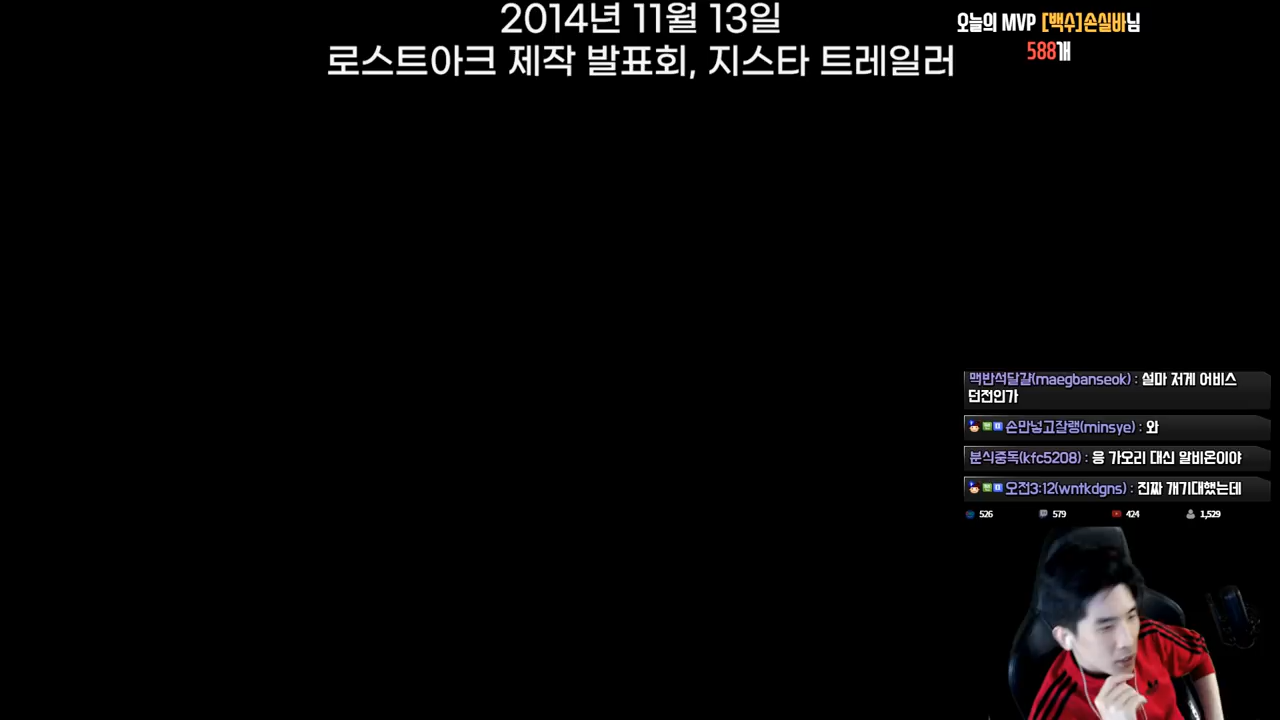 2014년 11월 13일
로스트아크 제작 발표회, 지스타 트레일러
오늘의 MVP [백수]손실바님
588개
맥반석달걀(maegbanseok) : 설마 저게 어비스
던전인가
손만넣고잘랭(minsye) : 와
분식중독(kfc5208) : 응 가오리 대신 알비온이야
오전3:12(wntkdgns) : 진짜 개기대했는데
526 579 424 1,529